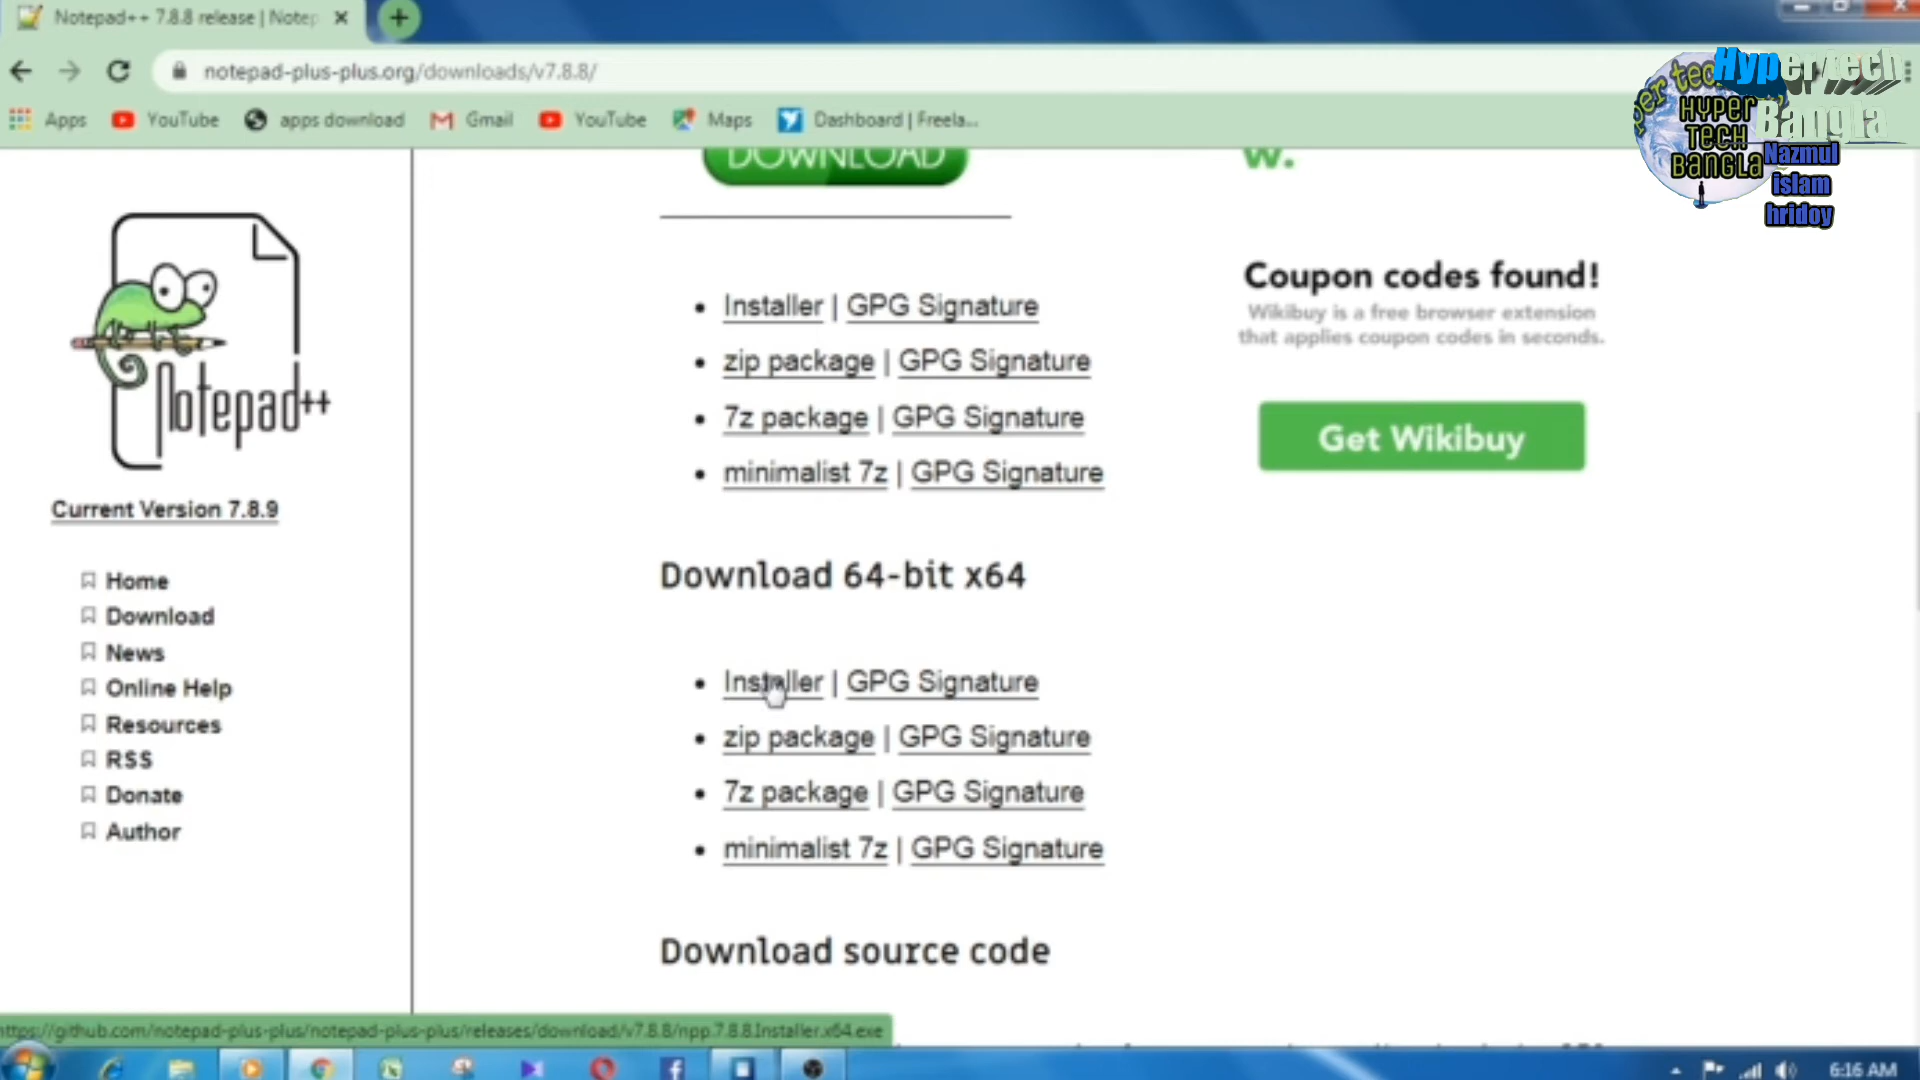 Notepad++ 7.8.8 release | Notep
notepad-plus-plus.org/downloads/v7.8.8/
Apps
YouTube
apps download
Gmail
YouTube
Maps
Dashboard | Freela...
Hyper tech
Bangla
HYPER
TECH
BANGLA
Nazmul
islam
hridoy
DOWNLOAD
w.
Notepad++
Current Version 7.8.9
Home
Download
News
Online Help
Resources
RSS
Donate
Author
Installer | GPG Signature
zip package | GPG Signature
7z package | GPG Signature
minimalist 7z | GPG Signature
Download 64-bit x64
Installer | GPG Signature
zip package | GPG Signature
7z package | GPG Signature
minimalist 7z | GPG Signature
Download source code
Coupon codes found!
Wikibuy is a free browser extension
that applies coupon codes in seconds.
Get Wikibuy
https://github.com/notepad-plus-plus/notepad-plus-plus/releases/download/v7.8.8/npp.7.8.8.Installer.x64.exe
6:16 AM